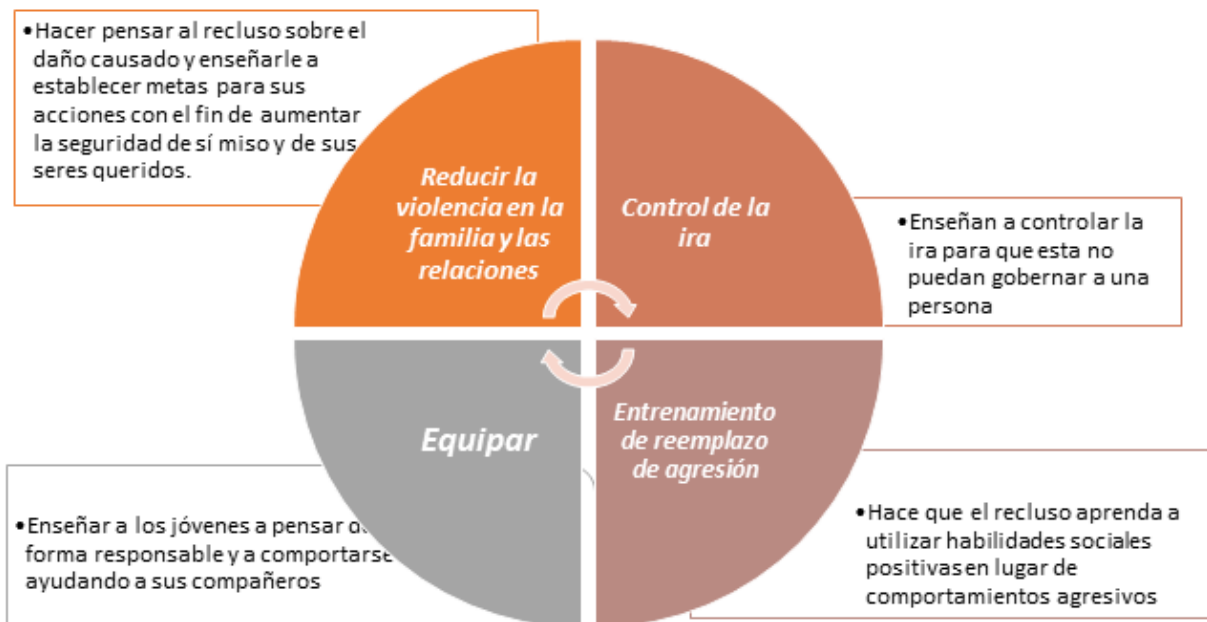 •Hacer pensar al recluso sobre el
daño causado y enseñarle a
establecer metas para sus
acciones con el fin de aumentar
la seguridad de sí miso y de sus
seres queridos.
Reducir la
violencia en la
familia y las
relaciones
Control de la
ira
•Enseñan a controlar la
ira para que esta no
puedan gobernar a una
persona
Equipar
Entrenamiento
de reemplazo
de agresión
•Enseñar a los jóvenes a pensar
forma responsable y a comportarse
ayudando a sus compañeros
•Hace que el recluso aprenda a
utilizar habilidades sociales
positivas en lugar de
comportamientos agresivos